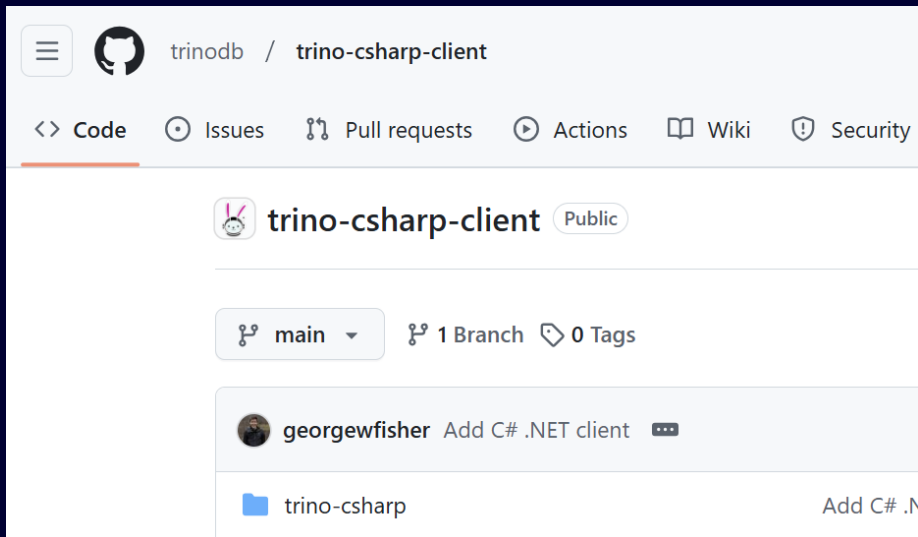 trinodb / trino-csharp-client
Code Issues Pull requests Actions Wiki Security
trino-csharp-client Public
main 1 Branch 0 Tags
georgewfisher Add C# .NET client
trino-csharp Add C# .N